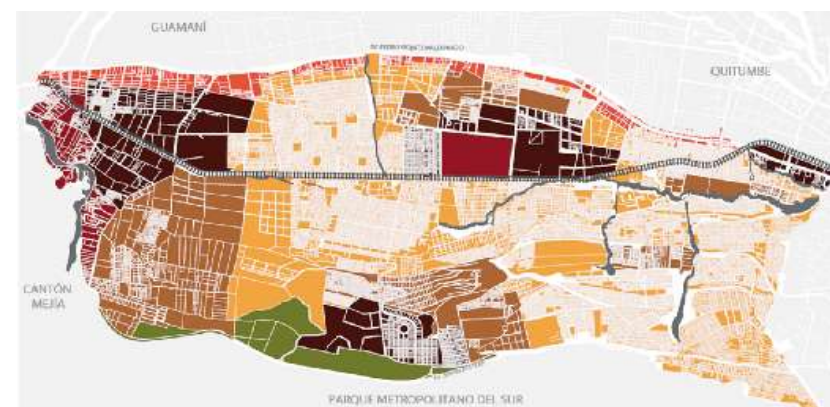 GUAMANÍ
QUITUMBE
CANTÓN
MEJÍA
PARQUE METROPOLITANO DEL SUR